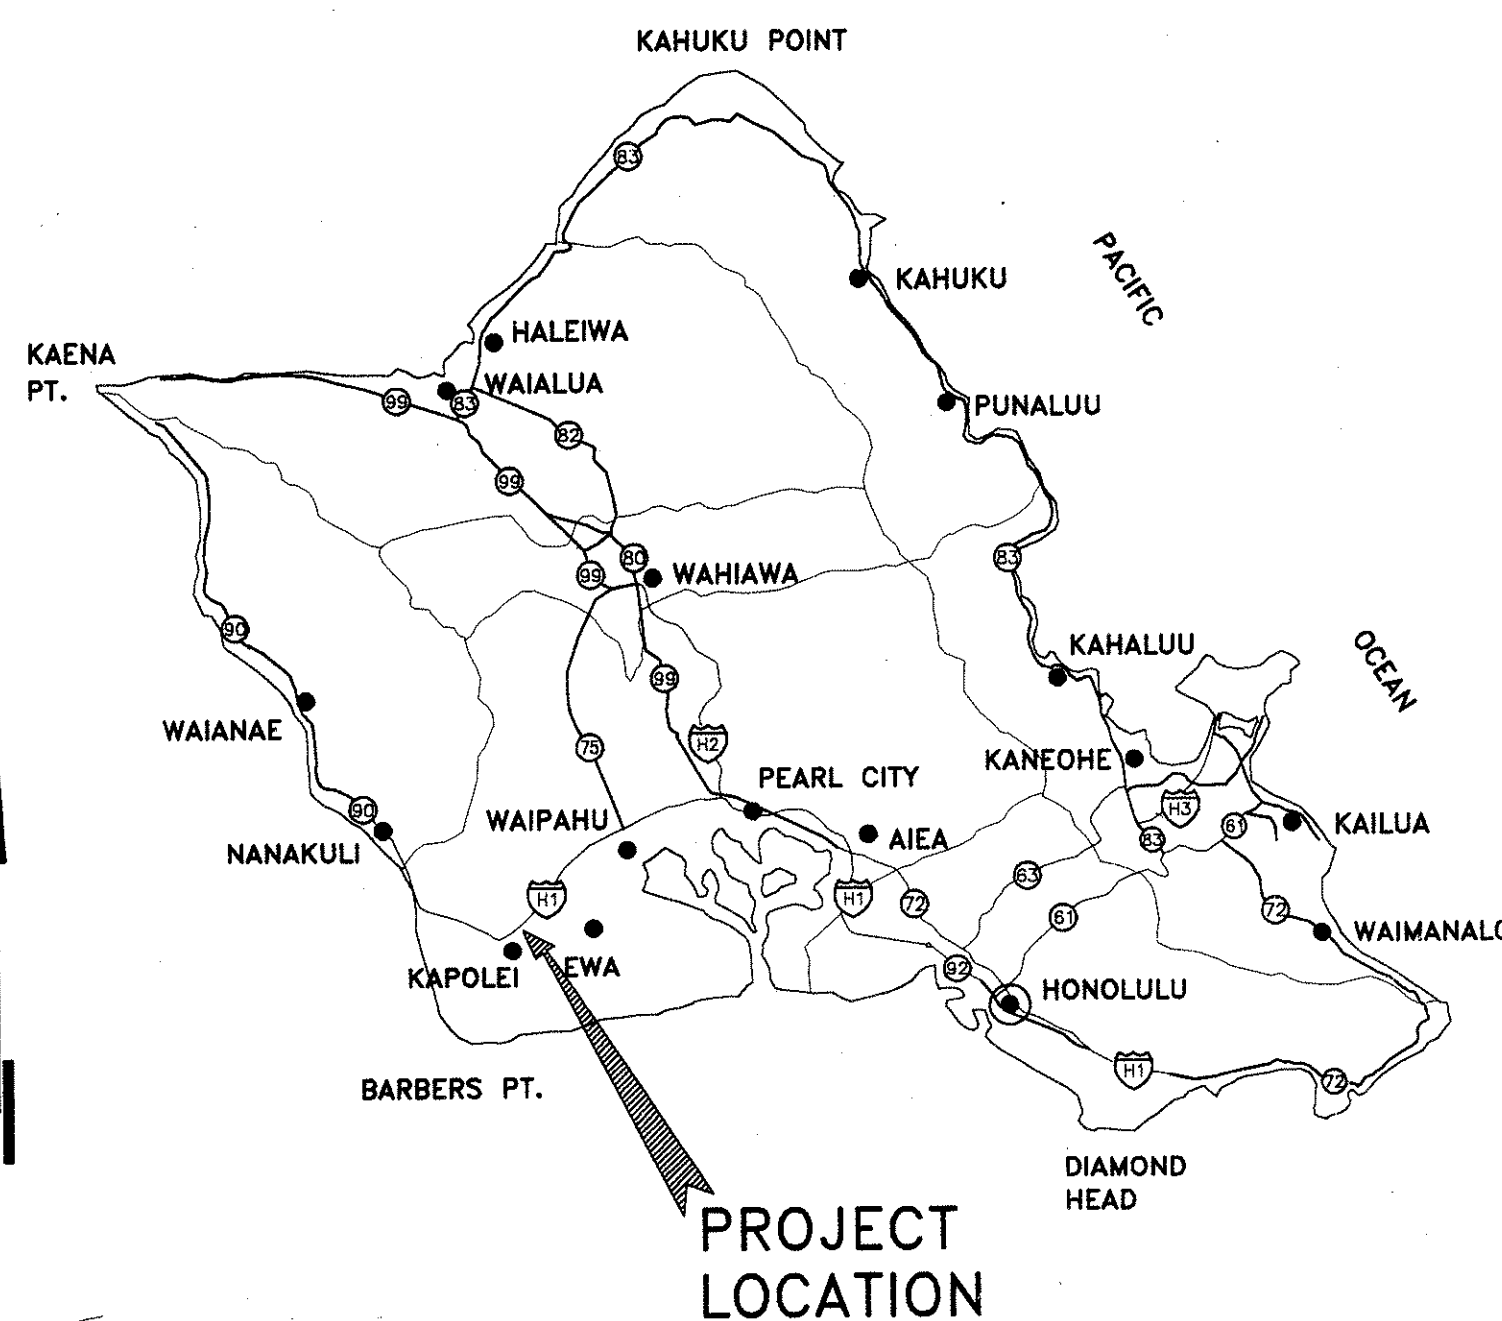 KAHUKU POINT
83
PACIFIC
KAHUKU
HALEIWA
KAENA
PT.
WAIALUA
99
83
PUNALUU
82
99
83
80
99
WAHIAWA
90
KAHALUU
OCEAN
99
WAIANAE
H2
75
KANEOHE
PEARL CITY
90
H3
WAIPAHU
61
KAILUA
AIEA
83
NANAKULI
63
H1
H1
72
61
72
WAIMANALO
EWA
92
KAPOLEI
HONOLULU
H1
72
BARBERS PT.
DIAMOND
HEAD
PROJECT
LOCATION